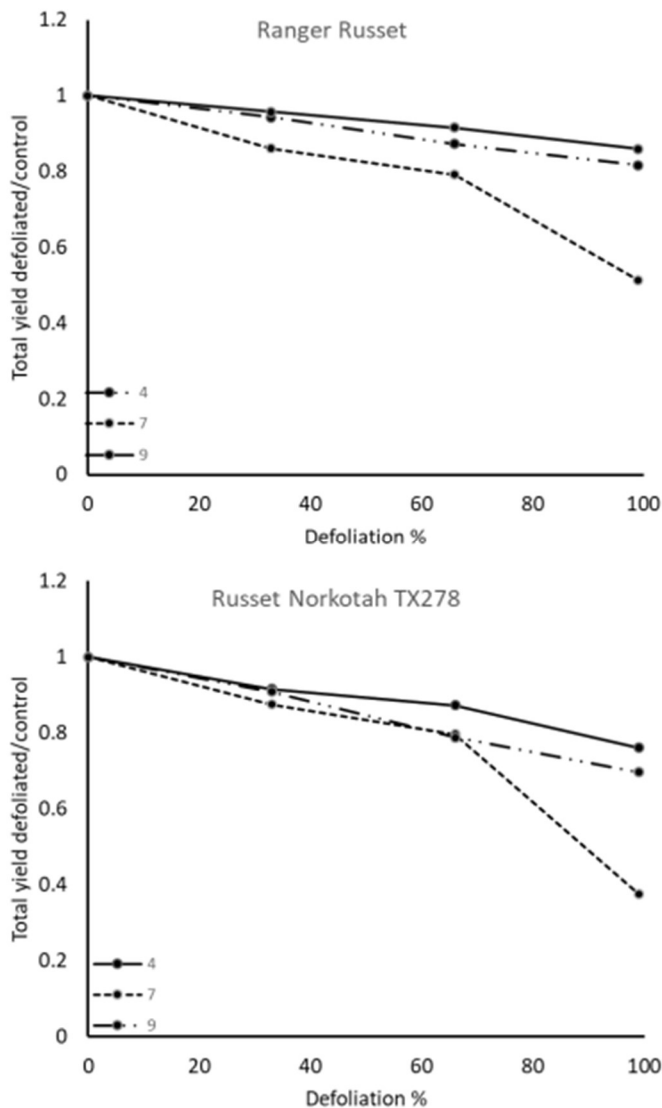 Ranger Russet
1.2
1
0.8
0.6
0.4
0.2
0
Total yield defoliated/control
4
7
9
0 20 40 60 80 100
Defoliation %
Russet Norkotah TX278
1.2
1
0.8
0.6
0.4
0.2
0
Total yield defoliated/control
4
7
9
0 20 40 60 80 100
Defoliation %